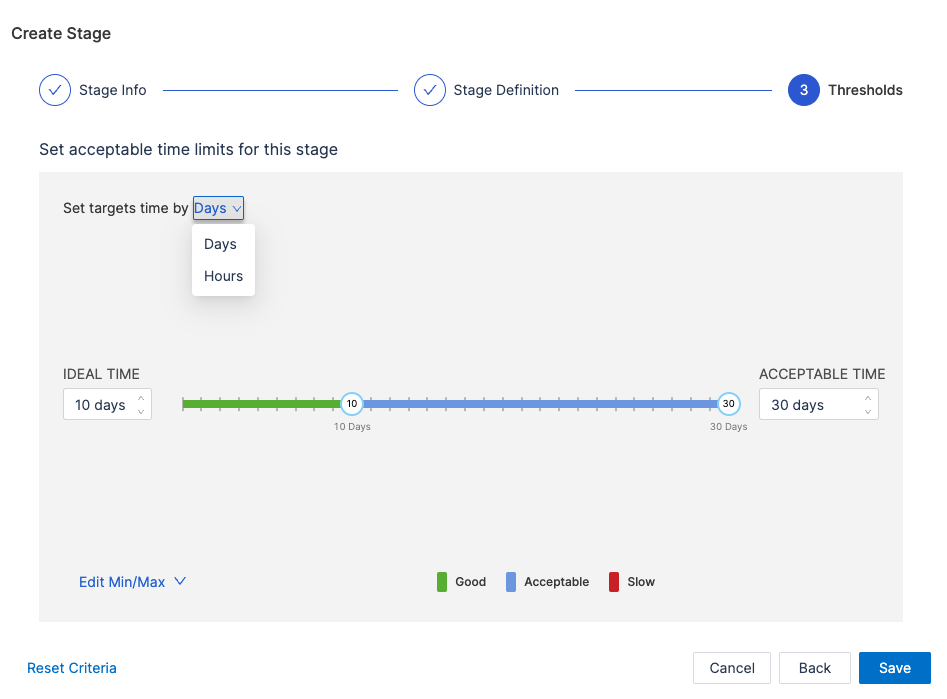 Create Stage
Stage Info
Stage Definition
3 Thresholds
Set acceptable time limits for this stage
Set targets time by Days
Days
Hours
IDEAL TIME
ACCEPTABLE TIME
10 days
10
30
30 days
10 Days
30 Days
Edit Min/Max
Good
Acceptable
Slow
Reset Criteria
Cancel
Back
Save